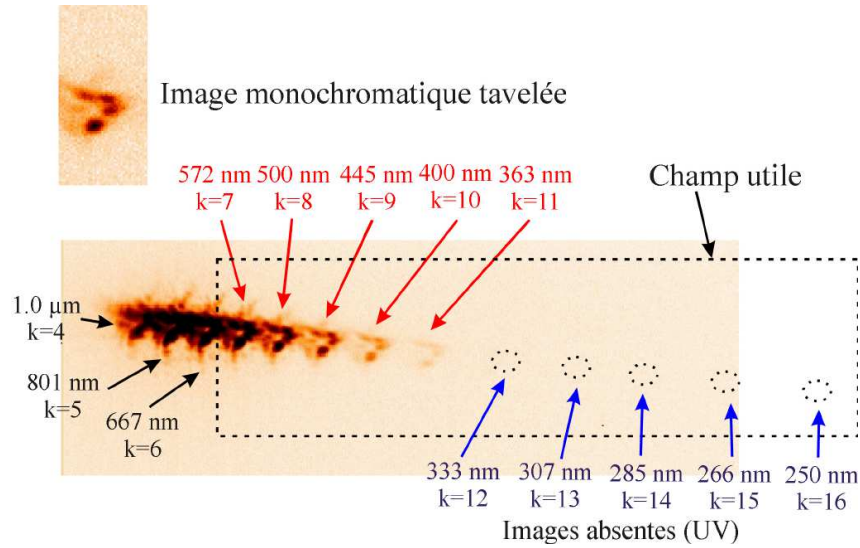 Image monochromatique tavelée
572 nm 500 nm 445 nm 400 nm 363 nm
k=7 k=8 k=9 k=10 k=11
Champ utile
1.0 µm
k=4
801 nm
k=5
667 nm
k=6
333 nm 307 nm 285 nm 266 nm 250 nm
k=12 k=13 k=14 k=15 k=16
Images absentes (UV)